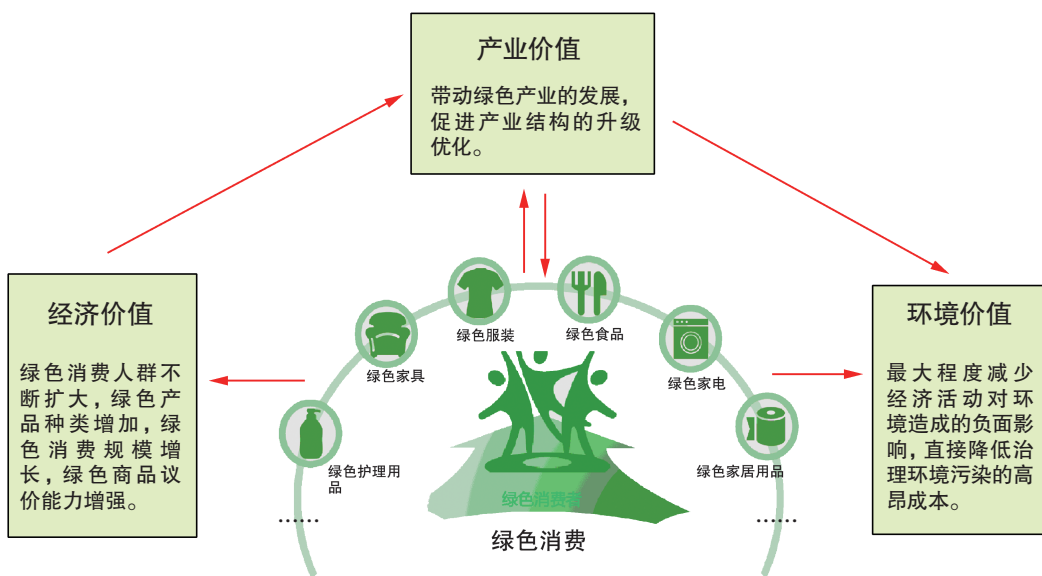 产业价值
带动绿色产业的发展，
促进产业结构的升级
优化。
经济价值
绿色消费人群不
断扩大，绿色产
品种类增加，绿
色消费规模增
长，绿色商品议
价能力增强。
绿色服装
绿色食品
绿色家具
绿色家电
绿色护理用
品
绿色家居用品
绿色消费者
......
......
绿色消费
环境价值
最大程度减少
经济活动对环
境造成的负面影
响，直接降低治
理环境污染的高
昂成本。